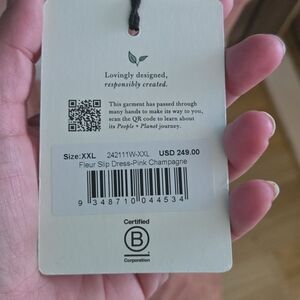 Lovingly designed,
responsibly created.
This garment has passed through
many hands to make its way to you,
scan the QR code to learn about
its People + Planet journey.
Size:XXL 242111W-XXL USD 249.00
Fleur Slip Dress-Pink Champagne
9 348710 044534
Certified
B
Corporation